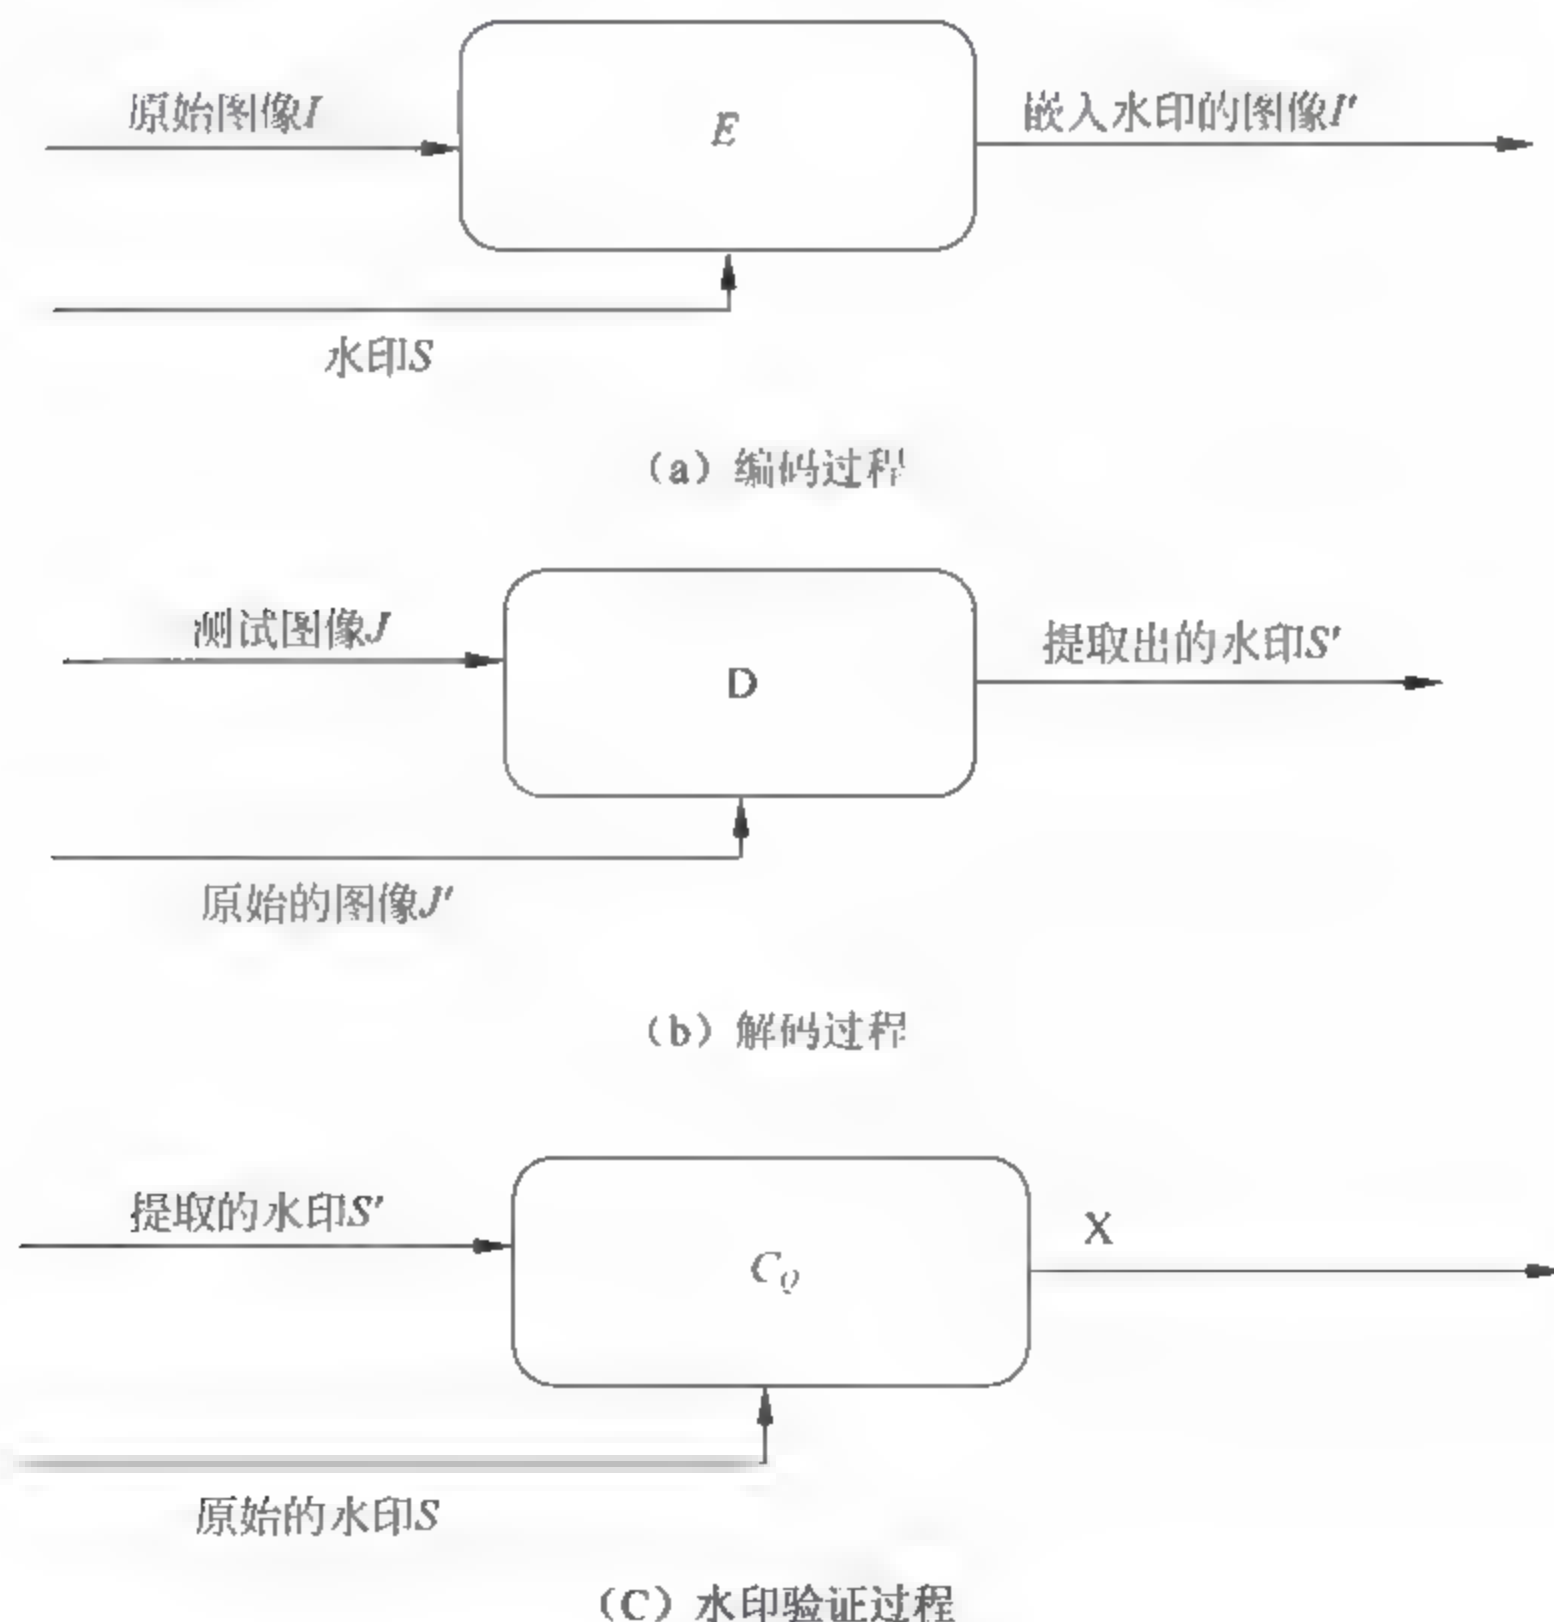 原始图像I
E
嵌入水印的图像I'
水印S
（a）编码过程
测试图像J
D
提取出的水印S'
原始的图像J'
（b）解码过程
提取的水印S'
C_Q
X
原始的水印S
（C）水印验证过程